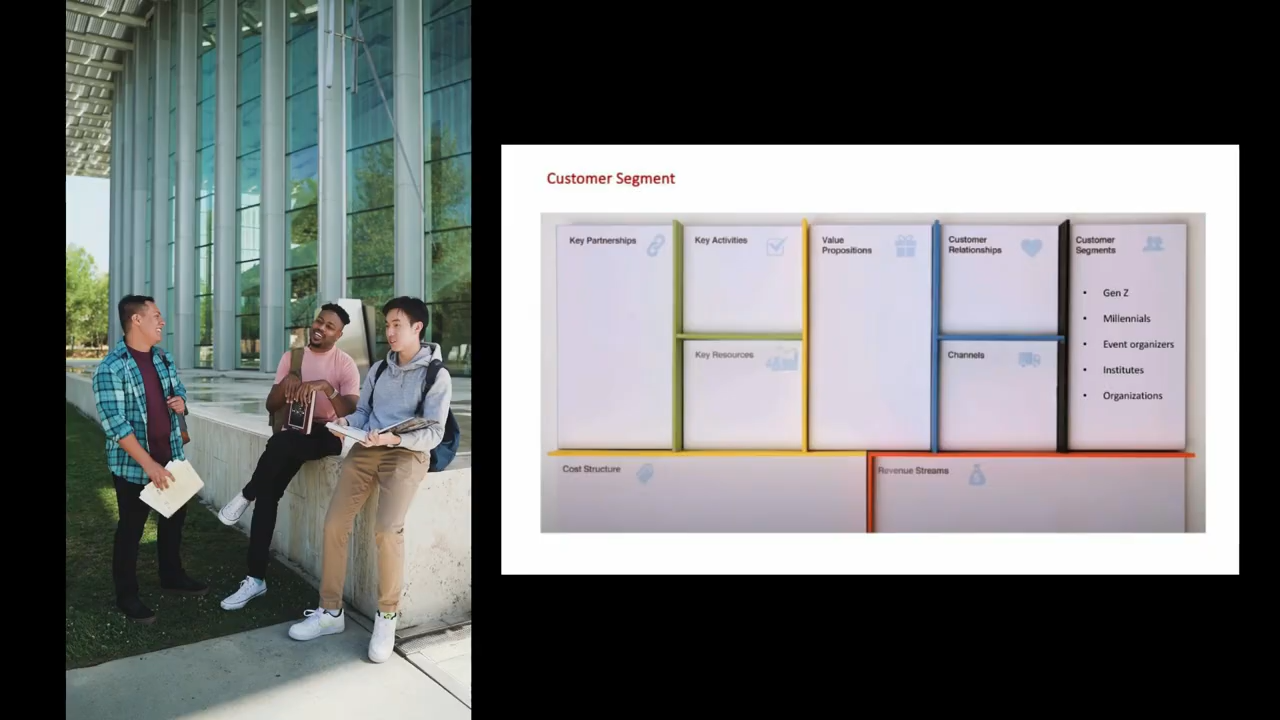 Customer Segment
Key Partnerships
Key Activities
Value
Propositions
Customer
Relationships
Customer
Segments
• Gen Z
• Millennials
• Event organizers
• Institutes
• Organizations
Key Resources
Channels
Cost Structure
Revenue Streams